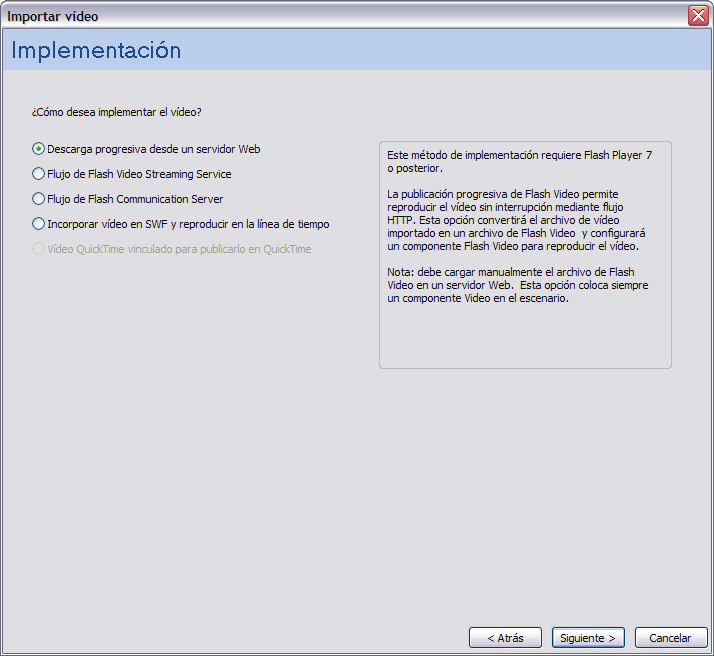 Importar vídeo
Implementación
¿Cómo desea implementar el vídeo?
Descarga progresiva desde un servidor Web
Flujo de Flash Video Streaming Service
Flujo de Flash Communication Server
Incorporar vídeo en SWF y reproducir en la línea de tiempo
Vídeo QuickTime vinculado para publicarlo en QuickTime
Este método de implementación requiere Flash Player 7
o posterior.
La publicación progresiva de Flash Video permite
reproducir el vídeo sin interrupción mediante flujo
HTTP. Esta opción convertirá el archivo de vídeo
importado en un archivo de Flash Video y configurará
un componente Flash Video para reproducir el vídeo.
Nota: debe cargar manualmente el archivo de Flash
Video en un servidor Web. Esta opción coloca siempre
un componente Video en el escenario.
< Atrás
Siguiente >
Cancelar